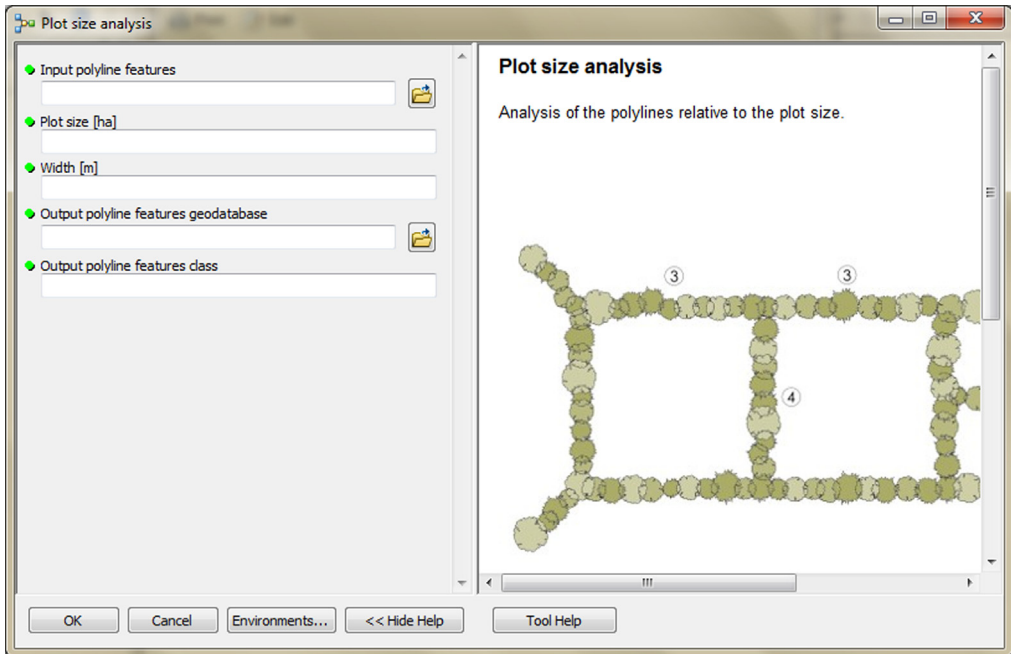 Plot size analysis
Input polyline features
Plot size [ha]
Width [m]
Output polyline features geodatabase
Output polyline features class
Plot size analysis
Analysis of the polylines relative to the plot size.
3
3
4
OK
Cancel
Environments...
<< Hide Help
Tool Help